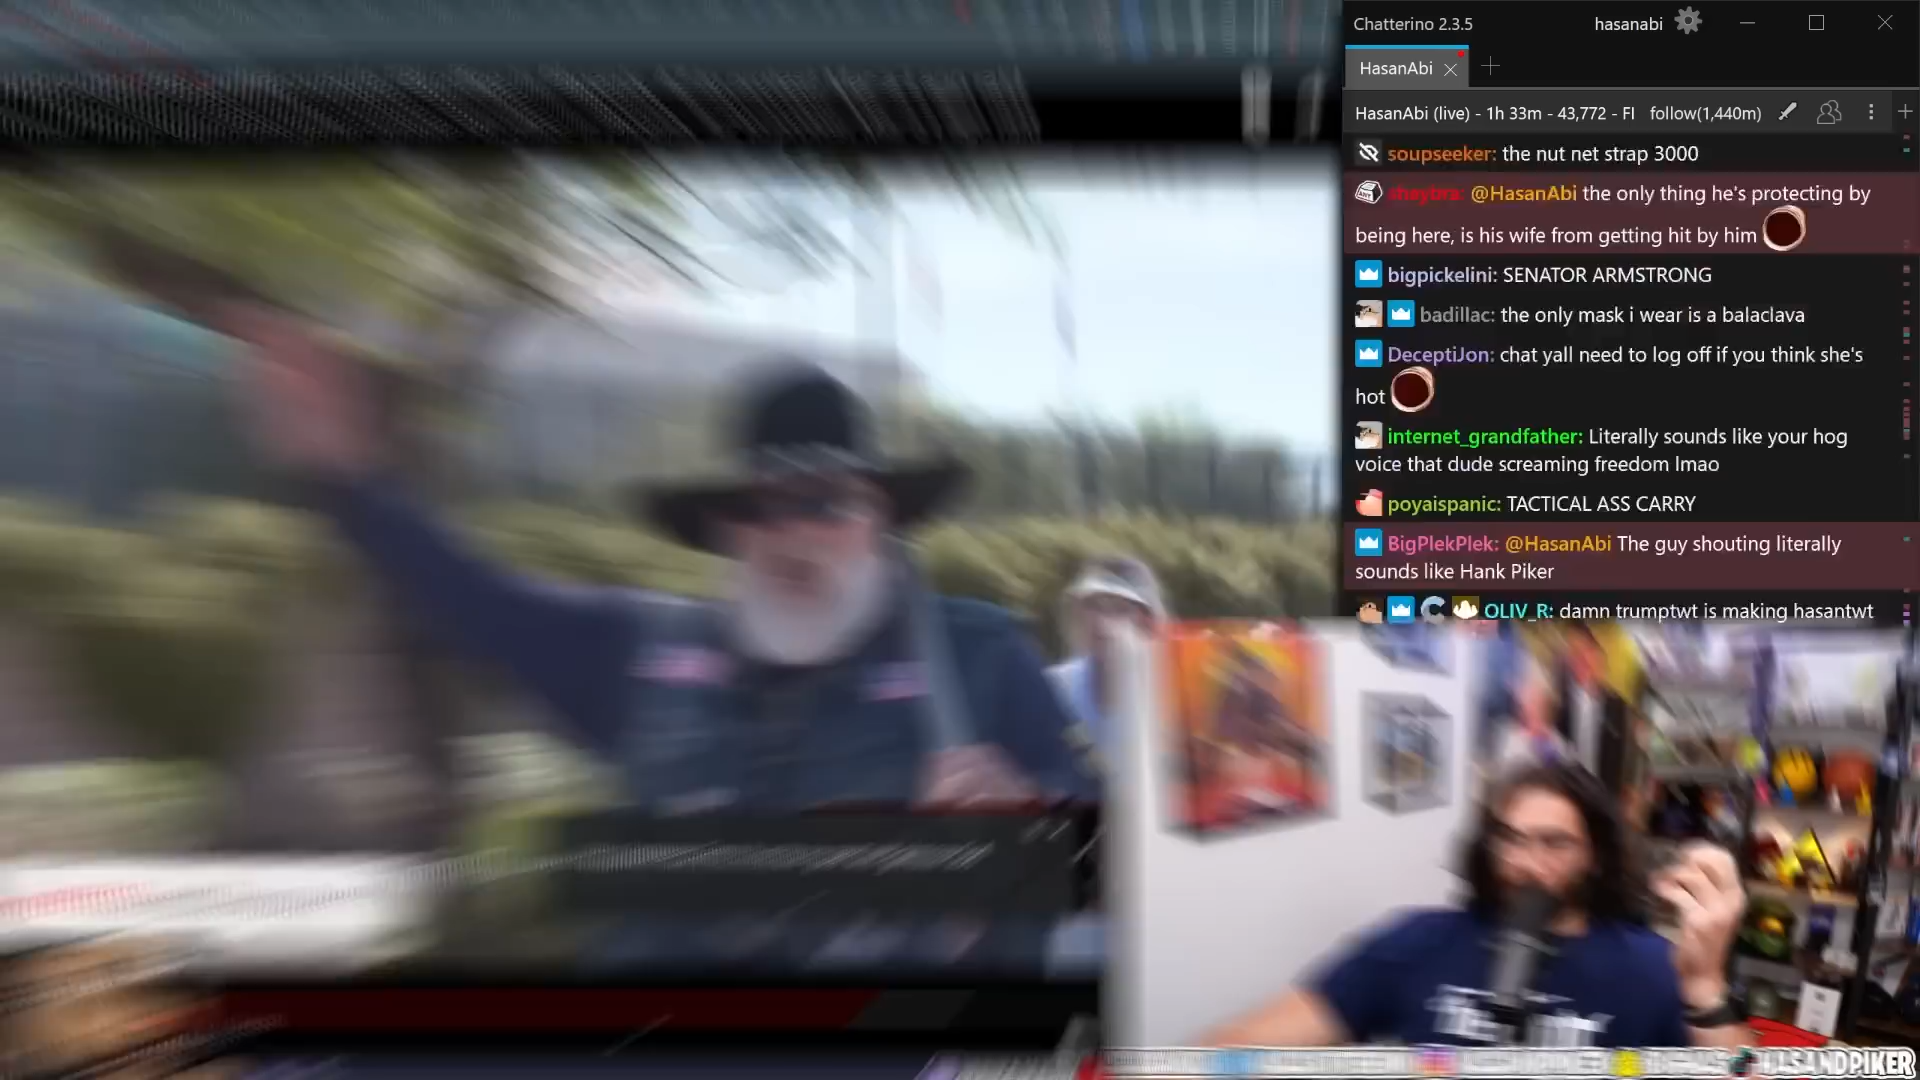 Chatterino 2.3.5
hasanabi
HasanAbi
HasanAbi (live) - 1h 33m - 43,772 - FI follow(1,440m)
soupseeker: the nut net strap 3000
@HasanAbi the only thing he's protecting by
being here, is his wife from getting hit by him
bigpickelini: SENATOR ARMSTRONG
badillac: the only mask i wear is a balaclava
DeceptiJon: chat yall need to log off if you think she's
hot
internet_grandfather: Literally sounds like your hog
voice that dude screaming freedom lmao
poyaispanic: TACTICAL ASS CARRY
BigPlekPlek: @HasanAbi The guy shouting literally
sounds like Hank Piker
OLIV_R: damn trumptwt is making hasantwt
HASANDPIKER